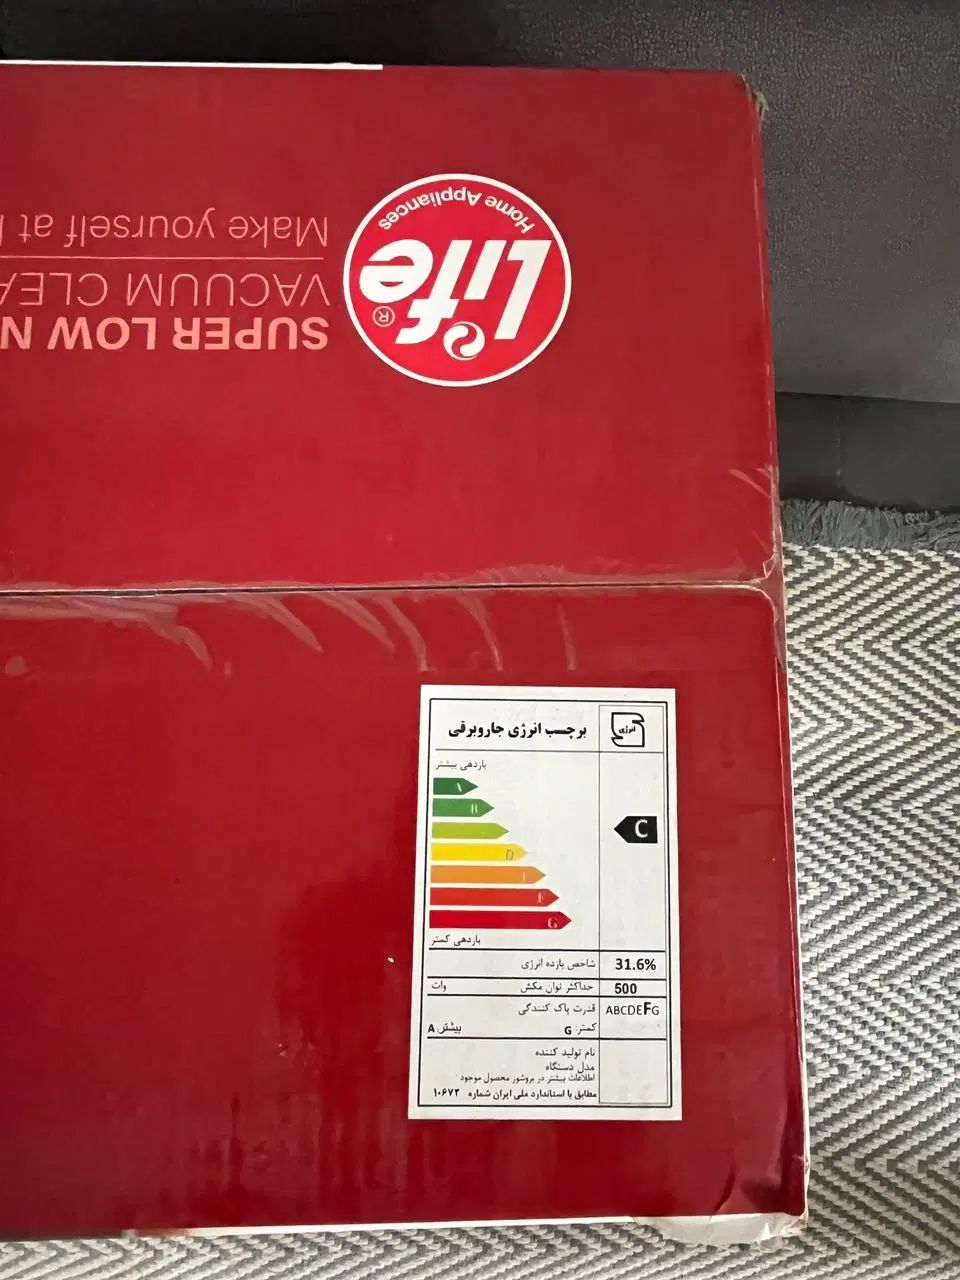 SUPER LOW N
VACUUM CLEA
Make yourself at
Life®
Home Appliances
برچسب انرژی جاروبرقی
انرژی
بازدهی بیشتر
A
B
D
F
G
C
بازدهی کمتر
شاخص بازده انرژی 31.6%
حداکثر توان مکش 500 وات
قدرت پاک کنندگی ABCDEFG
کمتر: G بیشتر: A
نام تولید کننده
مدل دستگاه
اطلاعات بیشتر در بروشور محصول موجود
مطابق با استاندارد ملی ایران شماره ۱۰۶۷۲